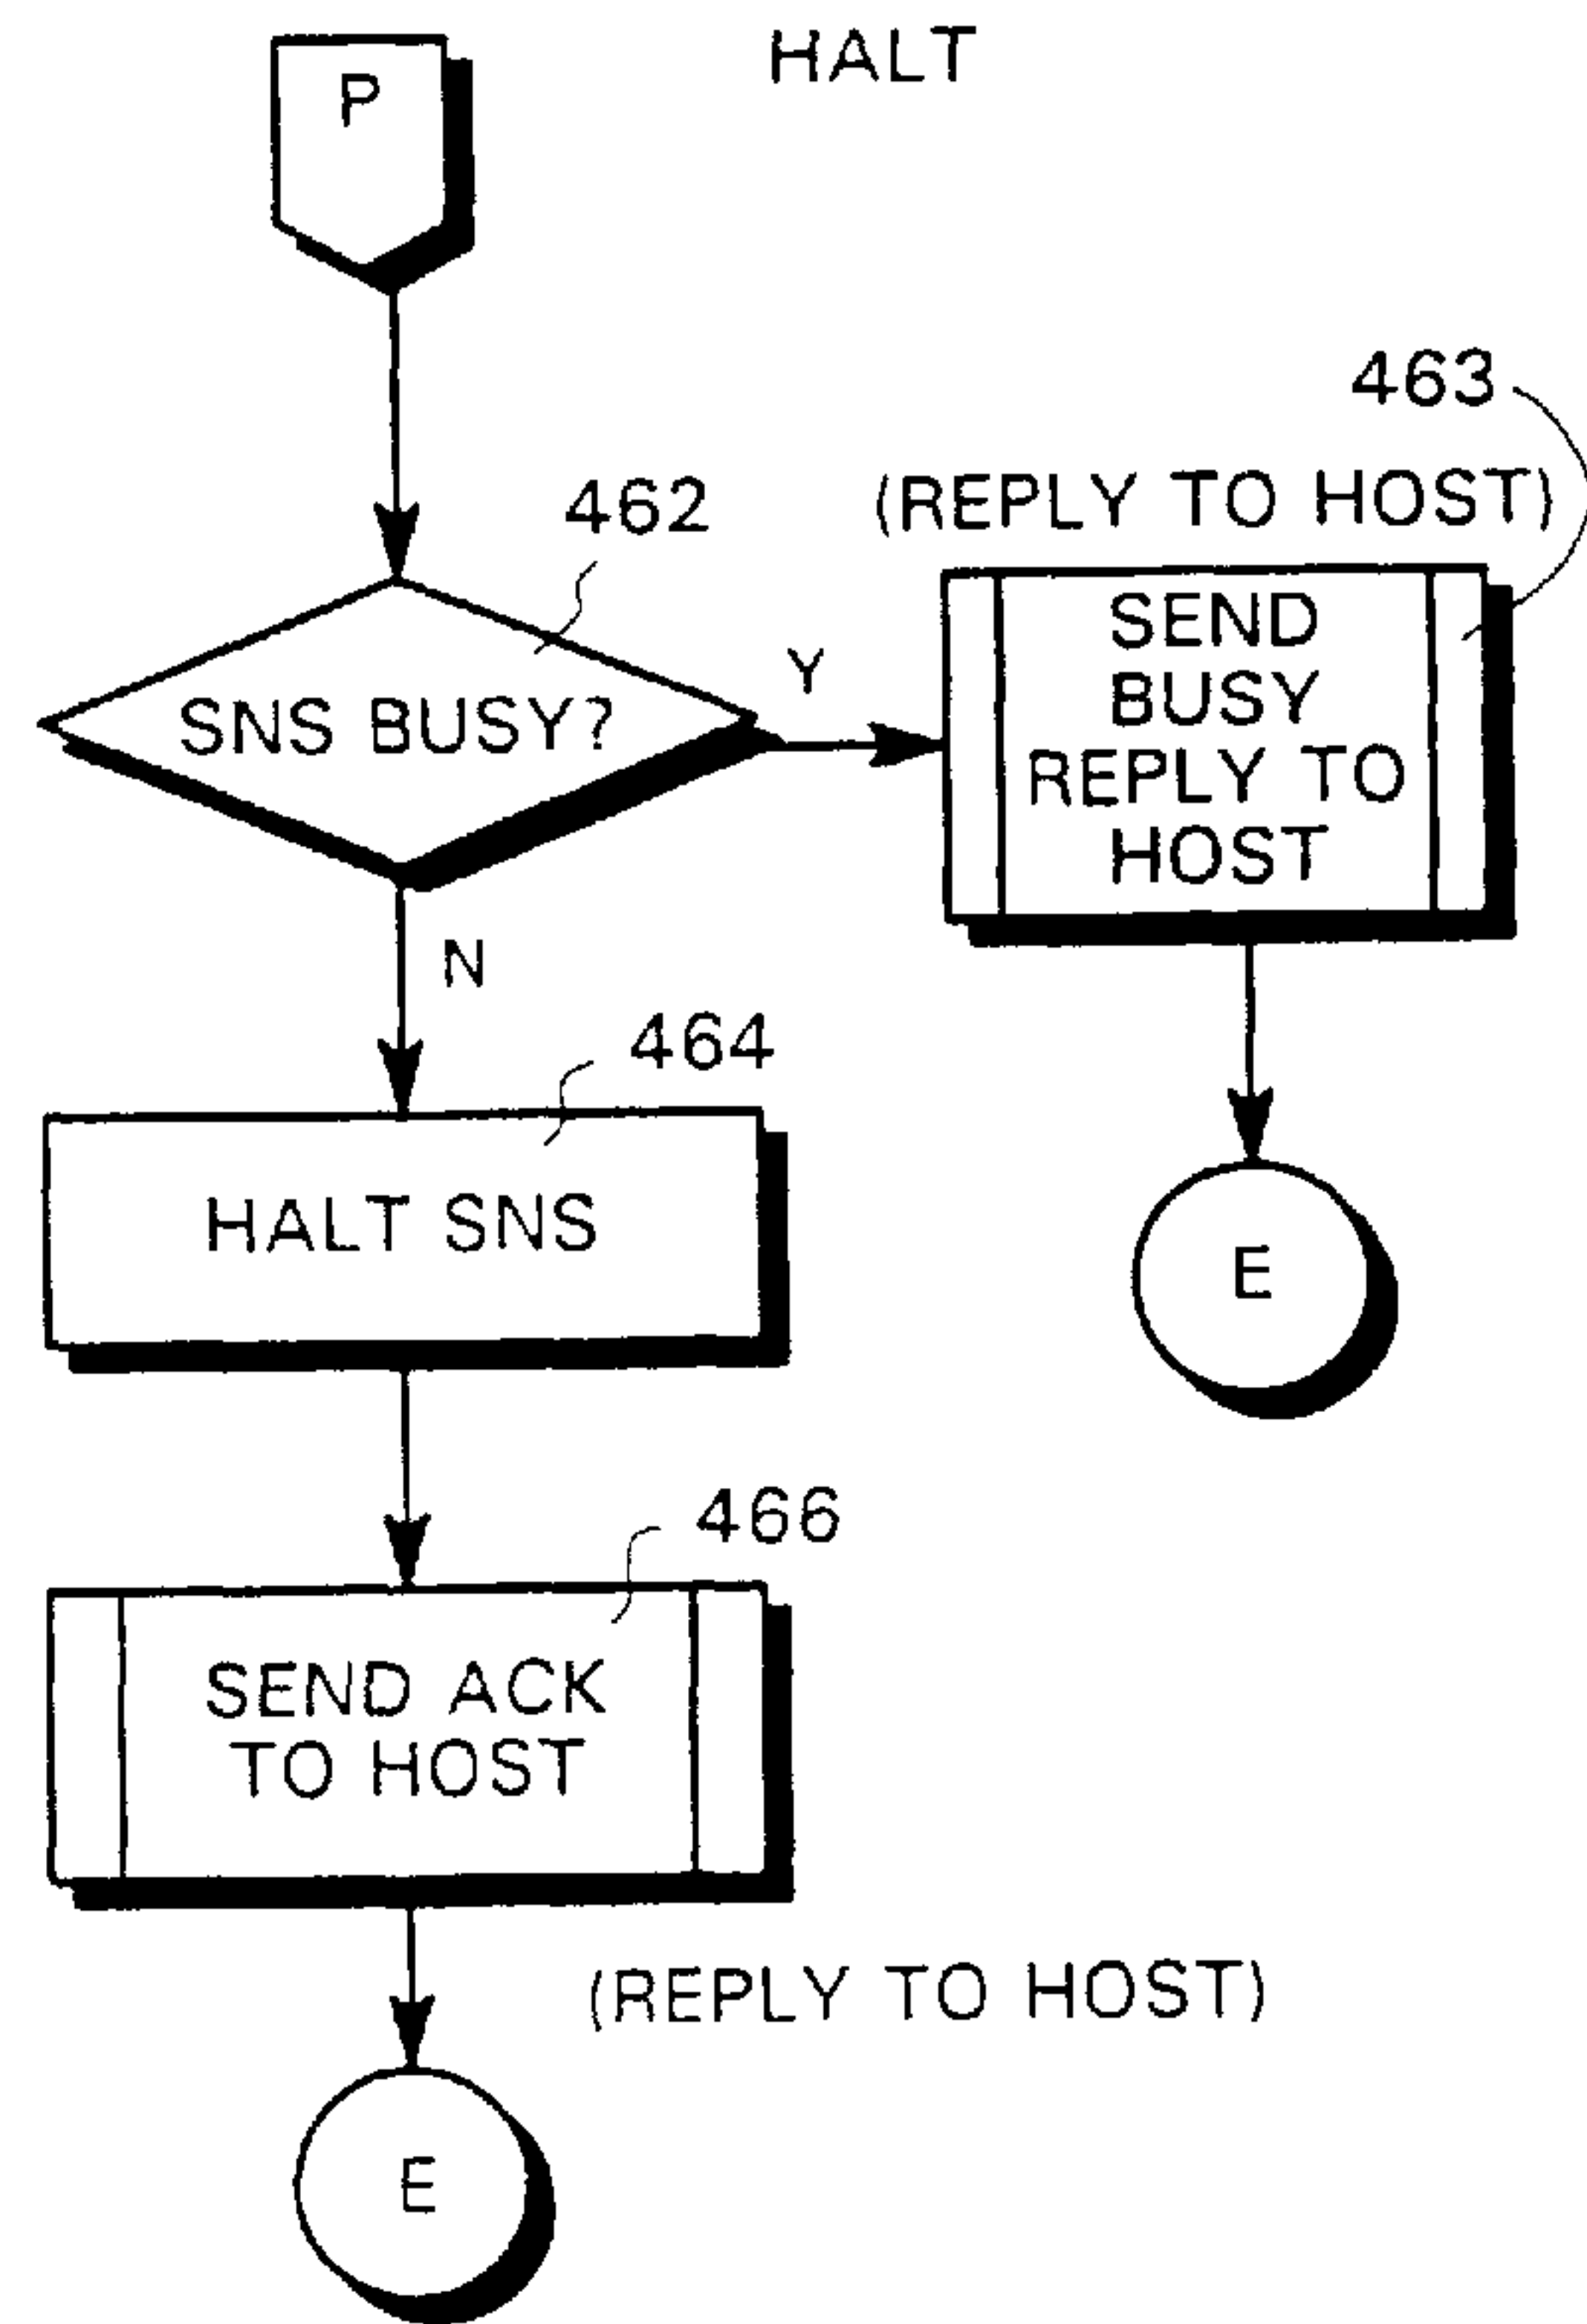 HALT
P
463
462
(REPLY TO HOST)
SNS BUSY?
Y
SEND
BUSY
REPLY TO
HOST
N
464
HALT SNS
E
466
SEND ACK
TO HOST
(REPLY TO HOST)
E